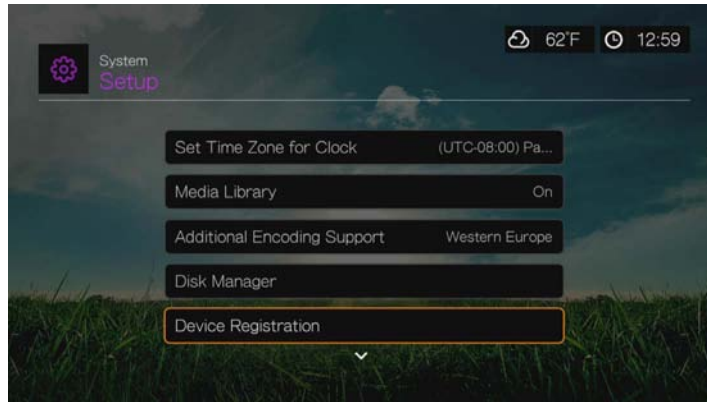 62°F 12:59
System
Setup
Set Time Zone for Clock (UTC-08:00) Pa...
Media Library On
Additional Encoding Support Western Europe
Disk Manager
Device Registration